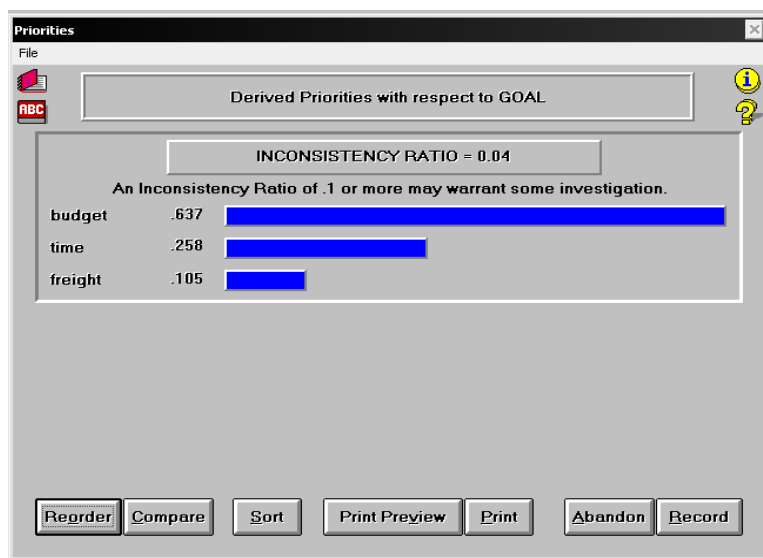 Priorities
File
ABC
Derived Priorities with respect to GOAL
i
?
INCONSISTENCY RATIO = 0.04
An Inconsistency Ratio of .1 or more may warrant some investigation.
budget .637
time .258
freight .105
Reorder Compare Sort Print Preview Print Abandon Record